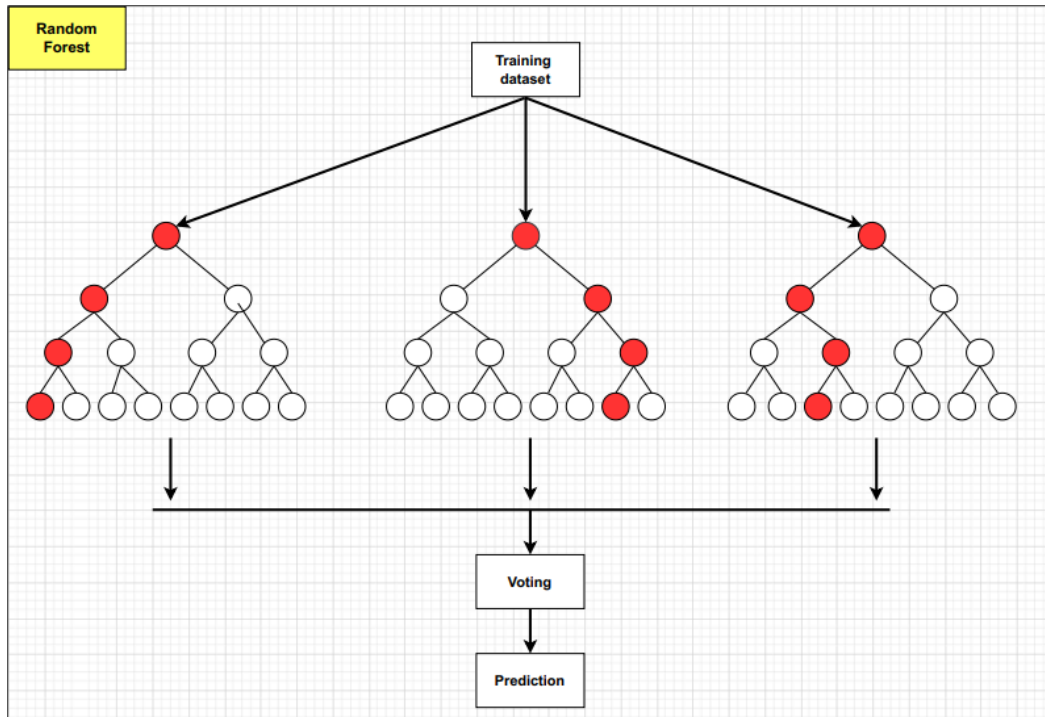 Random
Forest
Training
dataset
Voting
Prediction